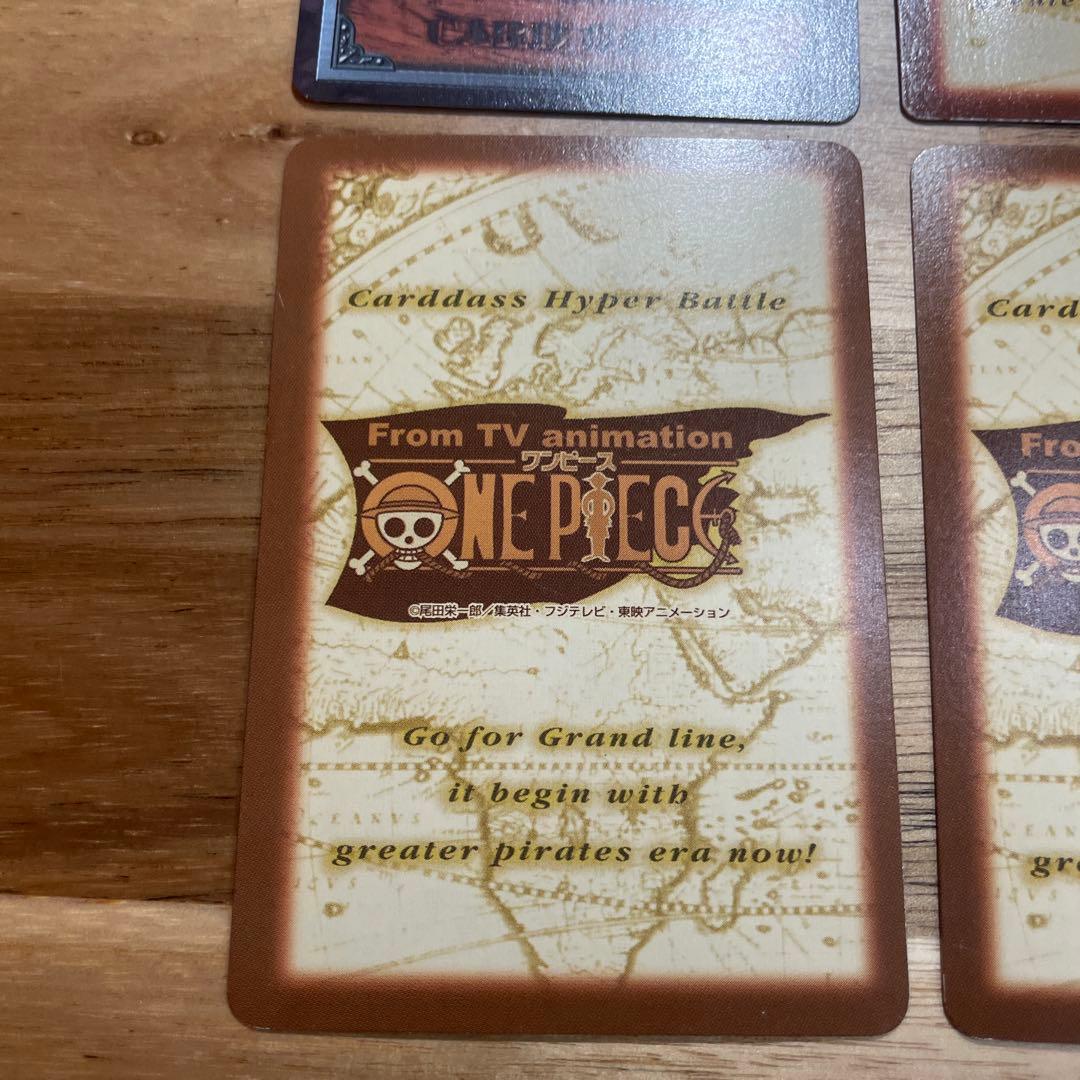 Carddass Hyper Battle
From TV animation
ワンピース
ONE PIECE
©尾田栄一郎／集英社・フジテレビ・東映アニメーション
Go for Grand line,
it begin with
greater pirates era now!
Card
Fro
gre